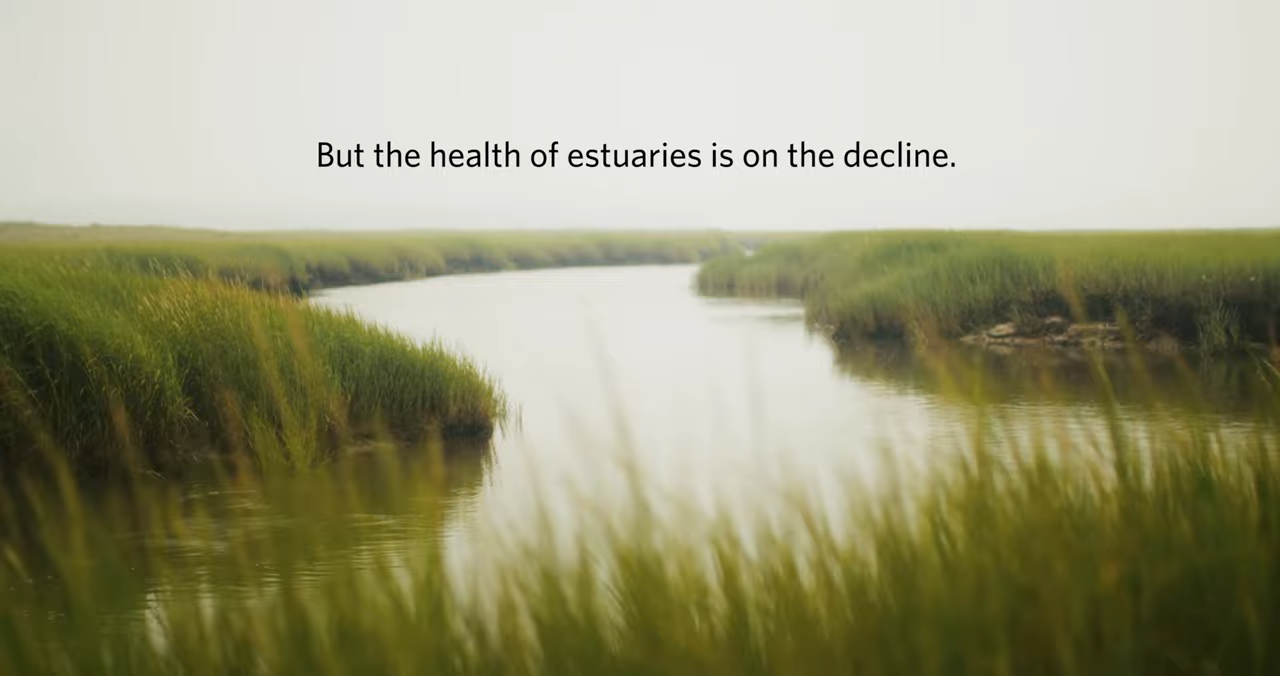 But the health of estuaries is on the decline.